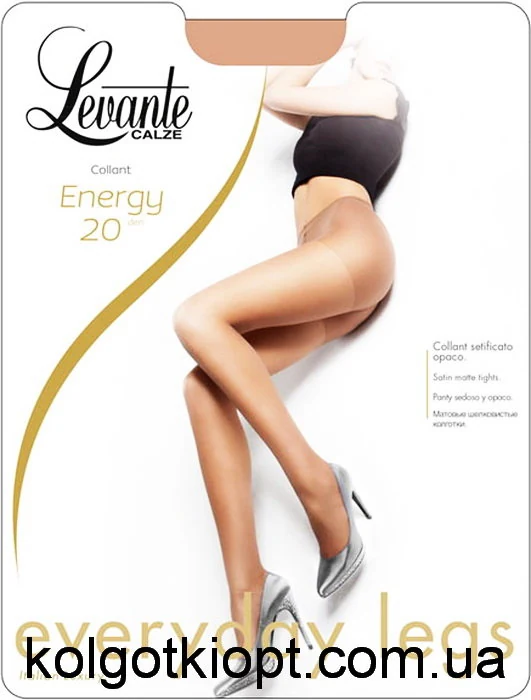 Levante
CALZE
Collant
Energy
20 den
Collant setificato
opaco.
Satin matte tights.
Panty sedoso y opaco.
Матовые шелковистые
колготки.
everyday legs
kolgotkiopt.com.ua